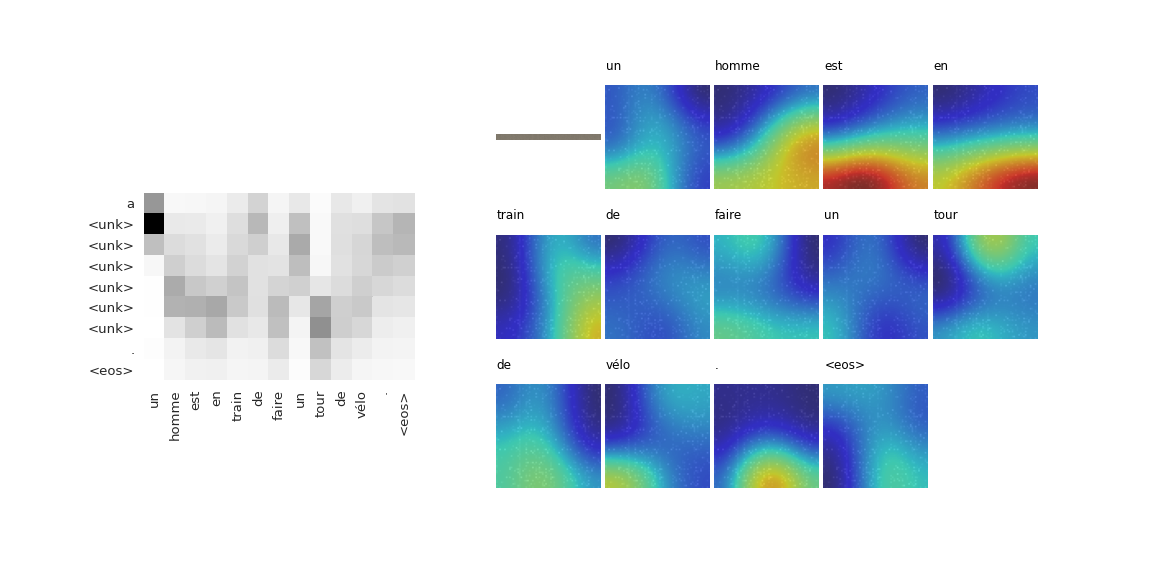 a
<unk>
<unk>
<unk>
<unk>
<unk>
<unk>
.
<eos>
un homme est en train de faire un tour de vélo . <eos>
un homme est en
train de faire un tour
de vélo . <eos>